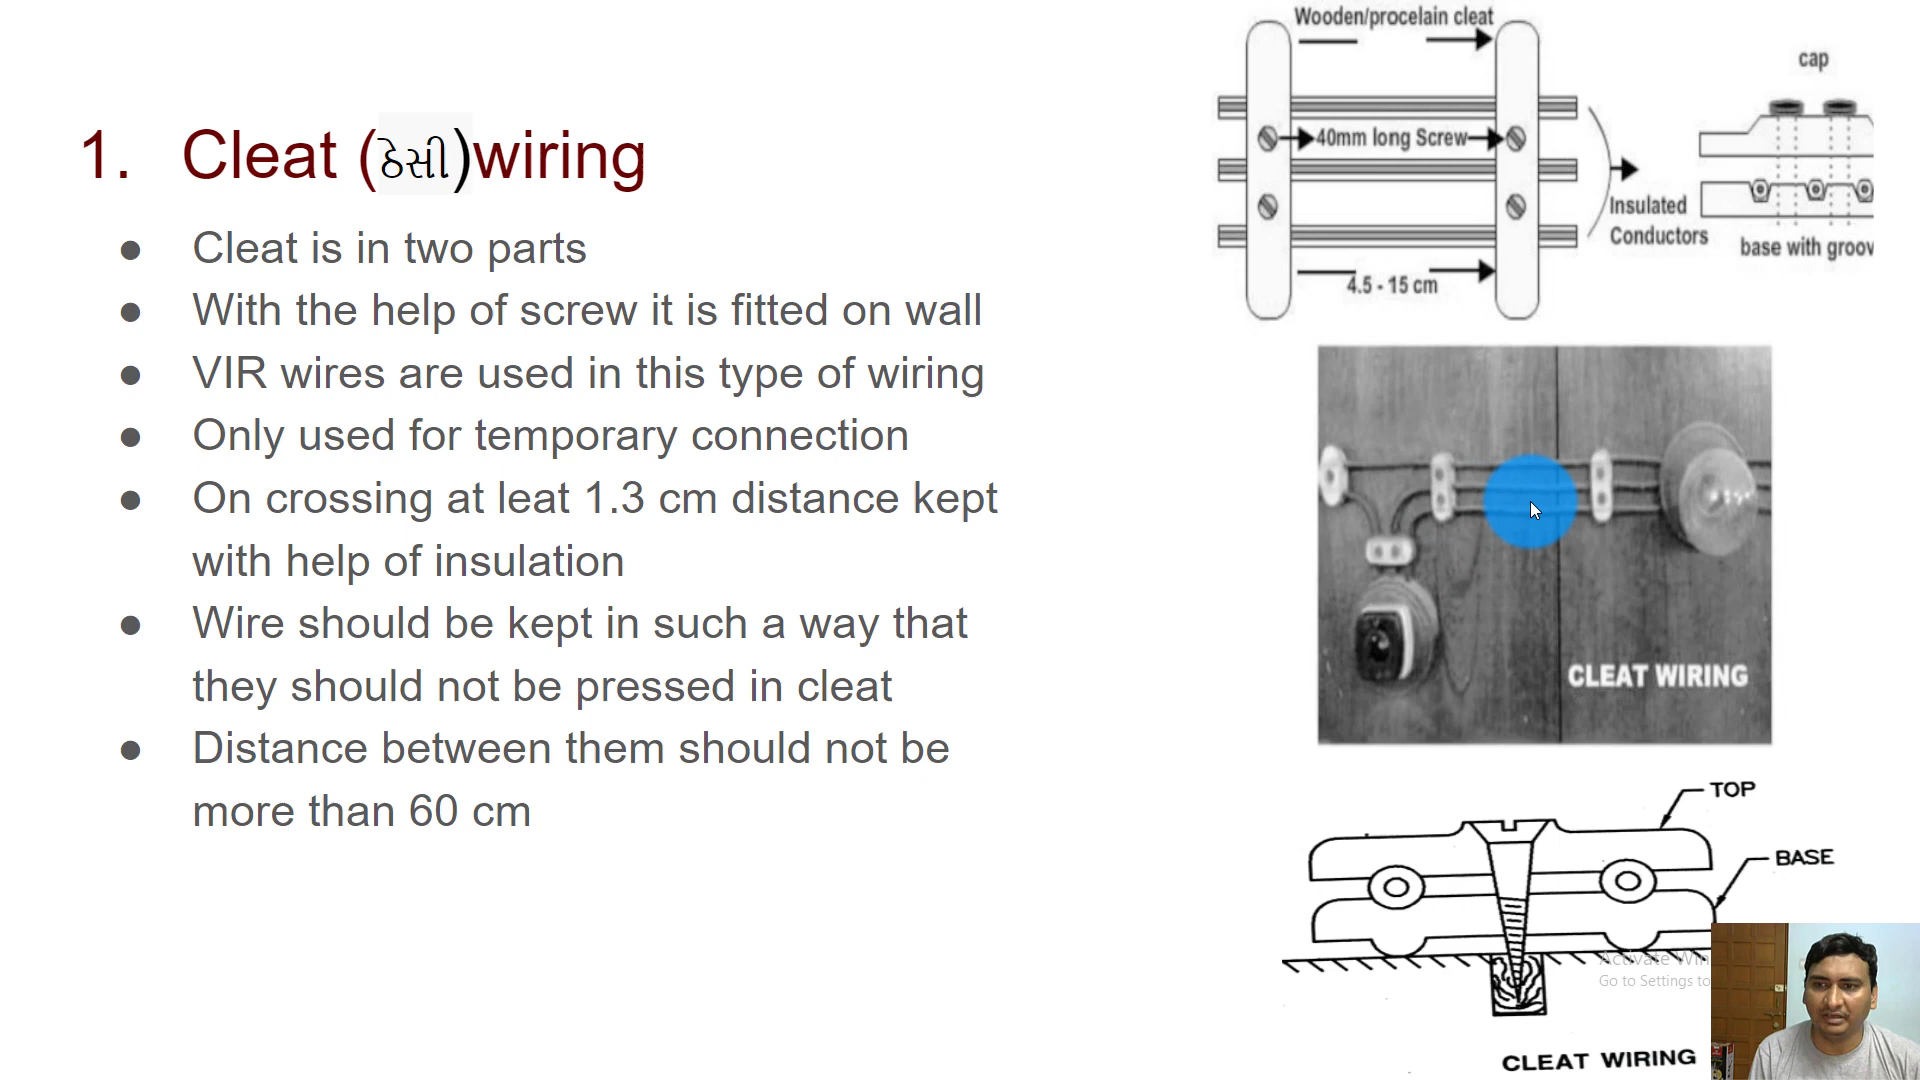 1. Cleat (ઠેસી)wiring
● Cleat is in two parts
● With the help of screw it is fitted on wall
● VIR wires are used in this type of wiring
● Only used for temporary connection
● On crossing at leat 1.3 cm distance kept
with help of insulation
● Wire should be kept in such a way that
they should not be pressed in cleat
● Distance between them should not be
more than 60 cm
Wooden/procelain cleat
cap
40mm long Screw
Insulated
Conductors
base with groov
4.5 - 15 cm
CLEAT WIRING
TOP
BASE
Activate Win
Go to Settings to
CLEAT WIRING